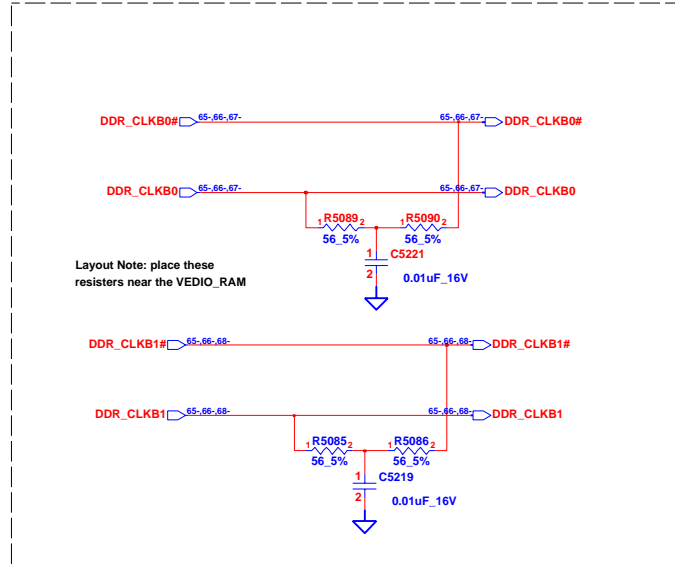 DDR_CLKB0# 65-,66-,67- 65-,66-,67- DDR_CLKB0#
DDR_CLKB0 65-,66-,67- 65-,66-,67- DDR_CLKB0
R5089 R5090
1 2 1 2
56_5% 56_5%
1 C5221
2 0.01uF_16V
Layout Note: place these
resisters near the VEDIO_RAM
DDR_CLKB1# 65-,66-,68- 65-,66-,68- DDR_CLKB1#
DDR_CLKB1 65-,66-,68- 65-,66-,68- DDR_CLKB1
R5085 R5086
1 2 1 2
56_5% 56_5%
1 C5219
2 0.01uF_16V